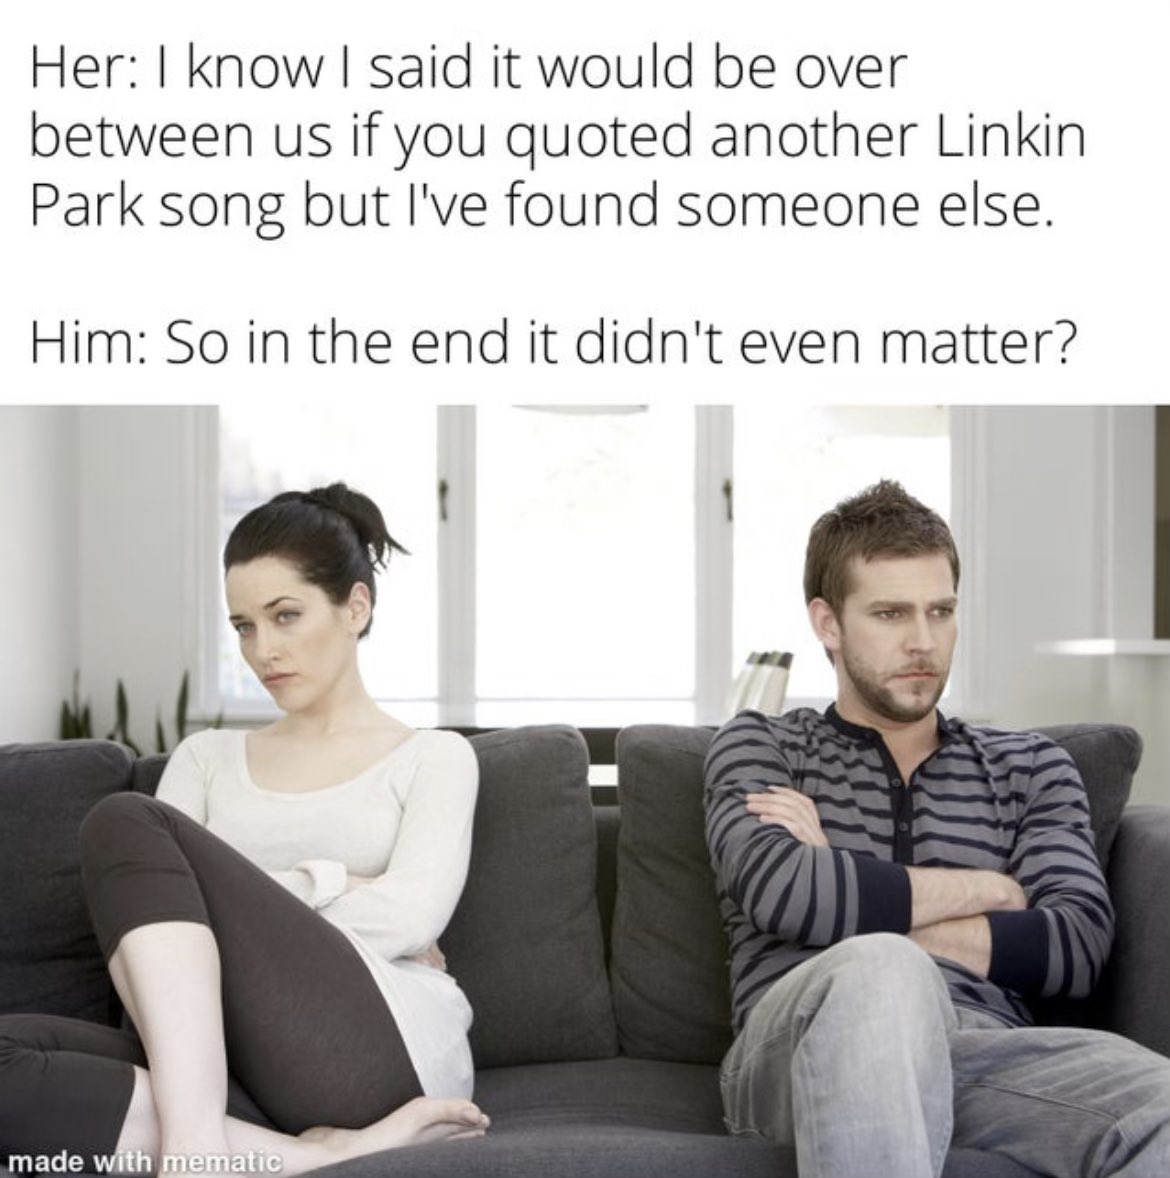 Her: I know I said it would be over
between us if you quoted another Linkin
Park song but I've found someone else.
Him: So in the end it didn't even matter?
made with mematic